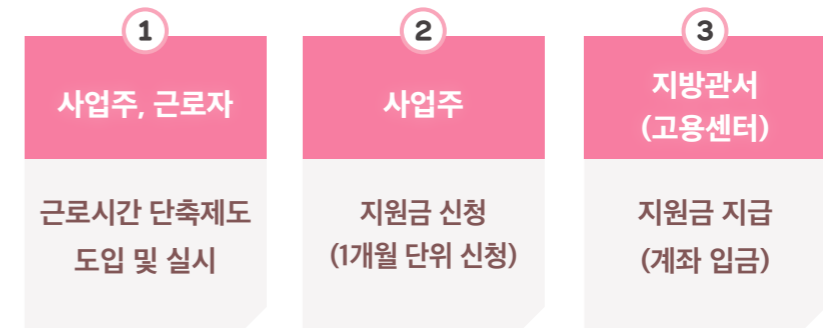 1
사업주, 근로자
근로시간 단축제도
도입 및 실시
2
사업주
지원금 신청
(1개월 단위 신청)
3
지방관서
(고용센터)
지원금 지급
(계좌 입금)